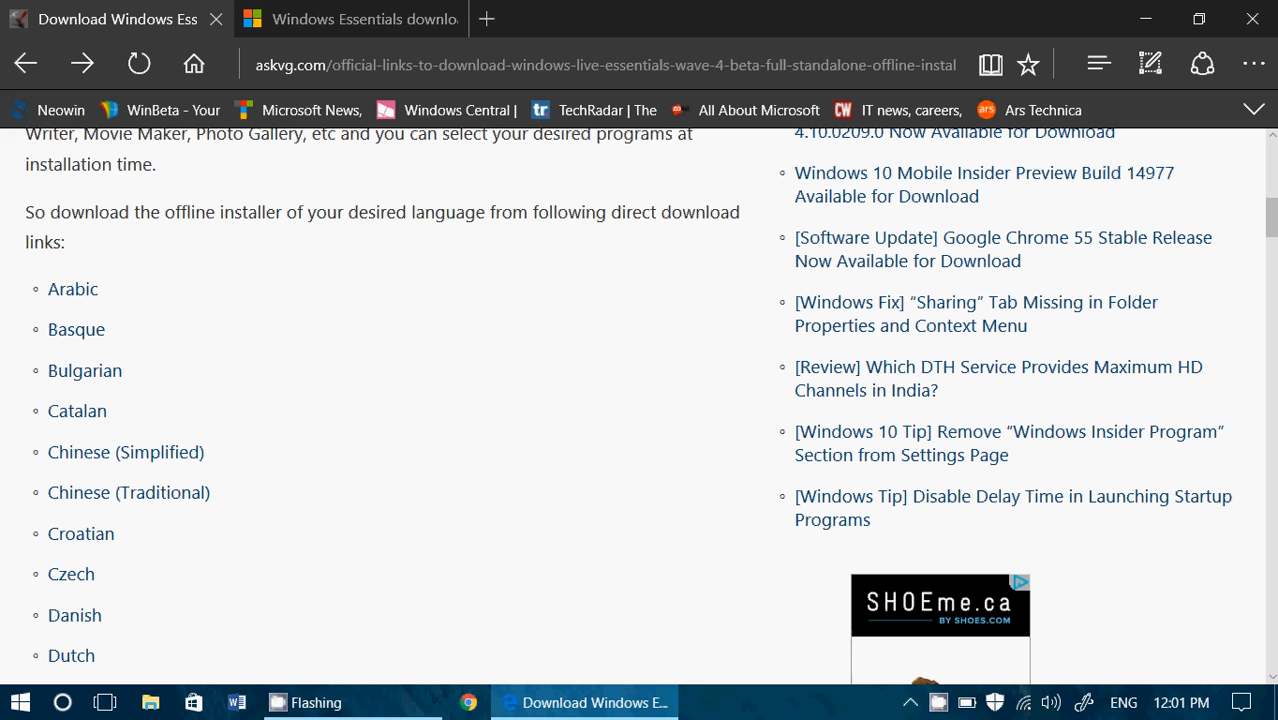 Download Windows Ess
Windows Essentials downlo
askvg.com/official-links-to-download-windows-live-essentials-wave-4-beta-full-standalone-offline-instal
Neowin
WinBeta - Your
Microsoft News,
Windows Central |
tr
TechRadar | The
All About Microsoft
CW
IT news, careers,
ars
Ars Technica
Writer, Movie Maker, Photo Gallery, etc and you can select your desired programs at
installation time.
So download the offline installer of your desired language from following direct download
links:
Arabic
Basque
Bulgarian
Catalan
Chinese (Simplified)
Chinese (Traditional)
Croatian
Czech
Danish
Dutch
4.10.0209.0 Now Available for Download
Windows 10 Mobile Insider Preview Build 14977
Available for Download
[Software Update] Google Chrome 55 Stable Release
Now Available for Download
[Windows Fix] “Sharing” Tab Missing in Folder
Properties and Context Menu
[Review] Which DTH Service Provides Maximum HD
Channels in India?
[Windows 10 Tip] Remove “Windows Insider Program”
Section from Settings Page
[Windows Tip] Disable Delay Time in Launching Startup
Programs
SHOEme.ca
BY SHOES.COM
Flashing
Download Windows E...
ENG
12:01 PM